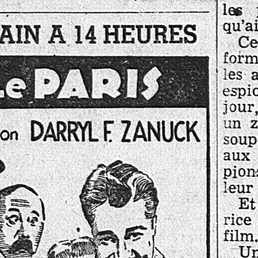 AIN A 14 HEURES
Le PARIS
on DARRYL F. ZANUCK
les
qu'ai
Ce
form
les a
espio
jour,
un z
soup
aux
pions
leur
Et
rice
film.
Un